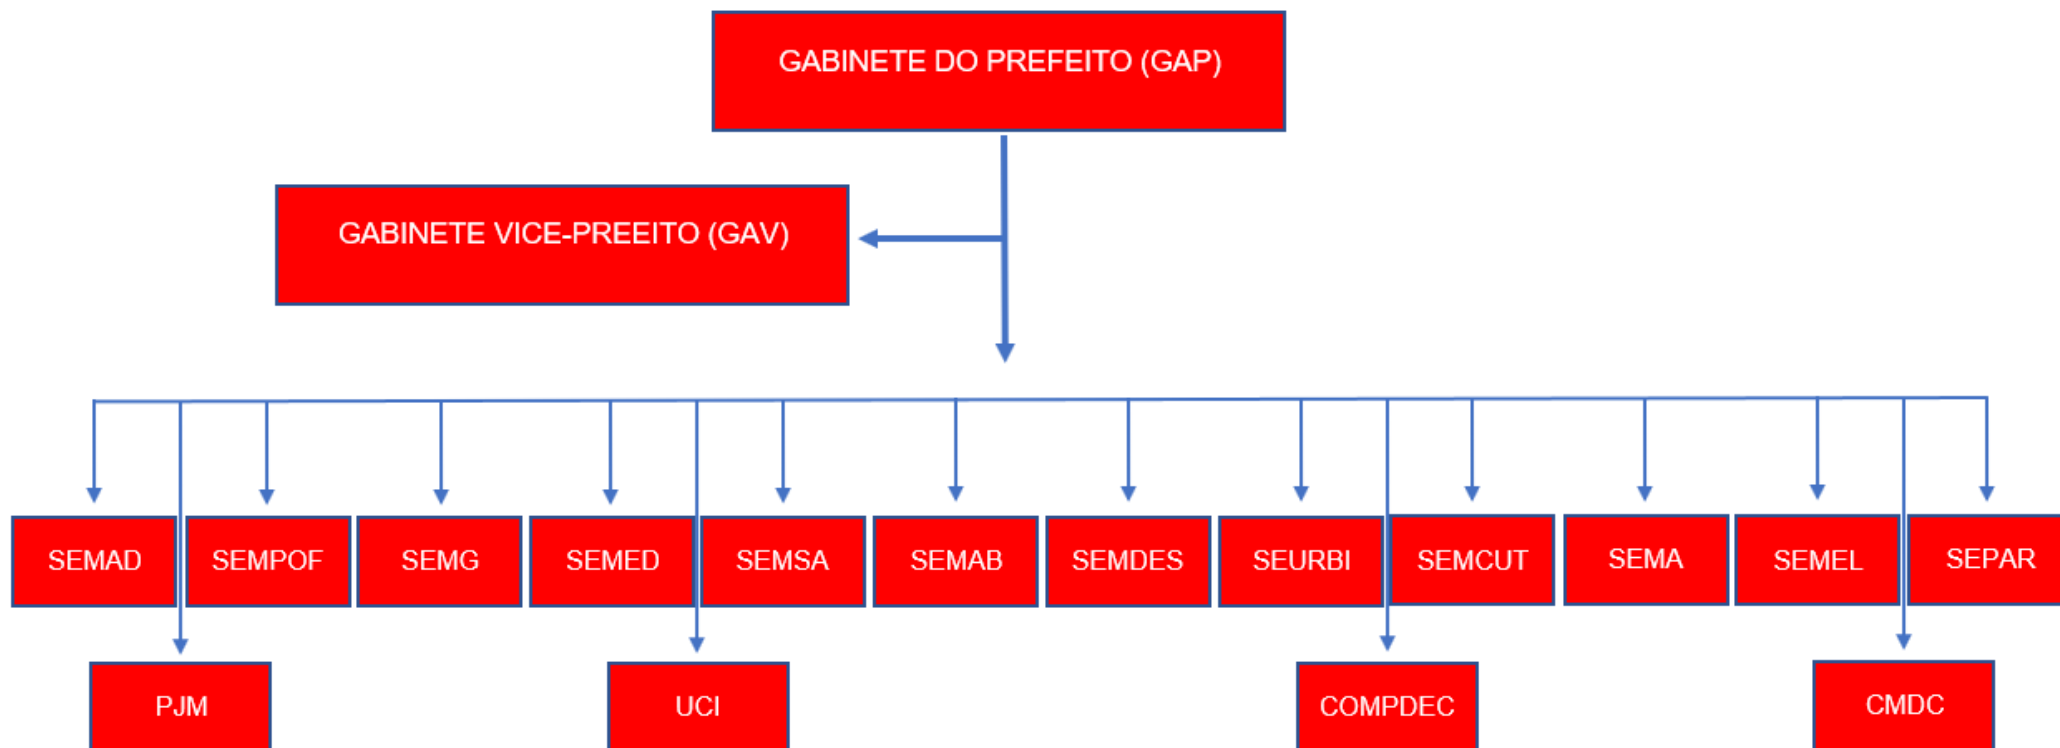 GABINETE DO PREFEITO (GAP)
GABINETE VICE-PREEITO (GAV)
SEMAD
SEMPOF
SEMG
SEMED
SEMSA
SEMAB
SEMDES
SEURBI
SEMCUT
SEMA
SEMEL
SEPAR
PJM
UCI
COMPDEC
CMDC